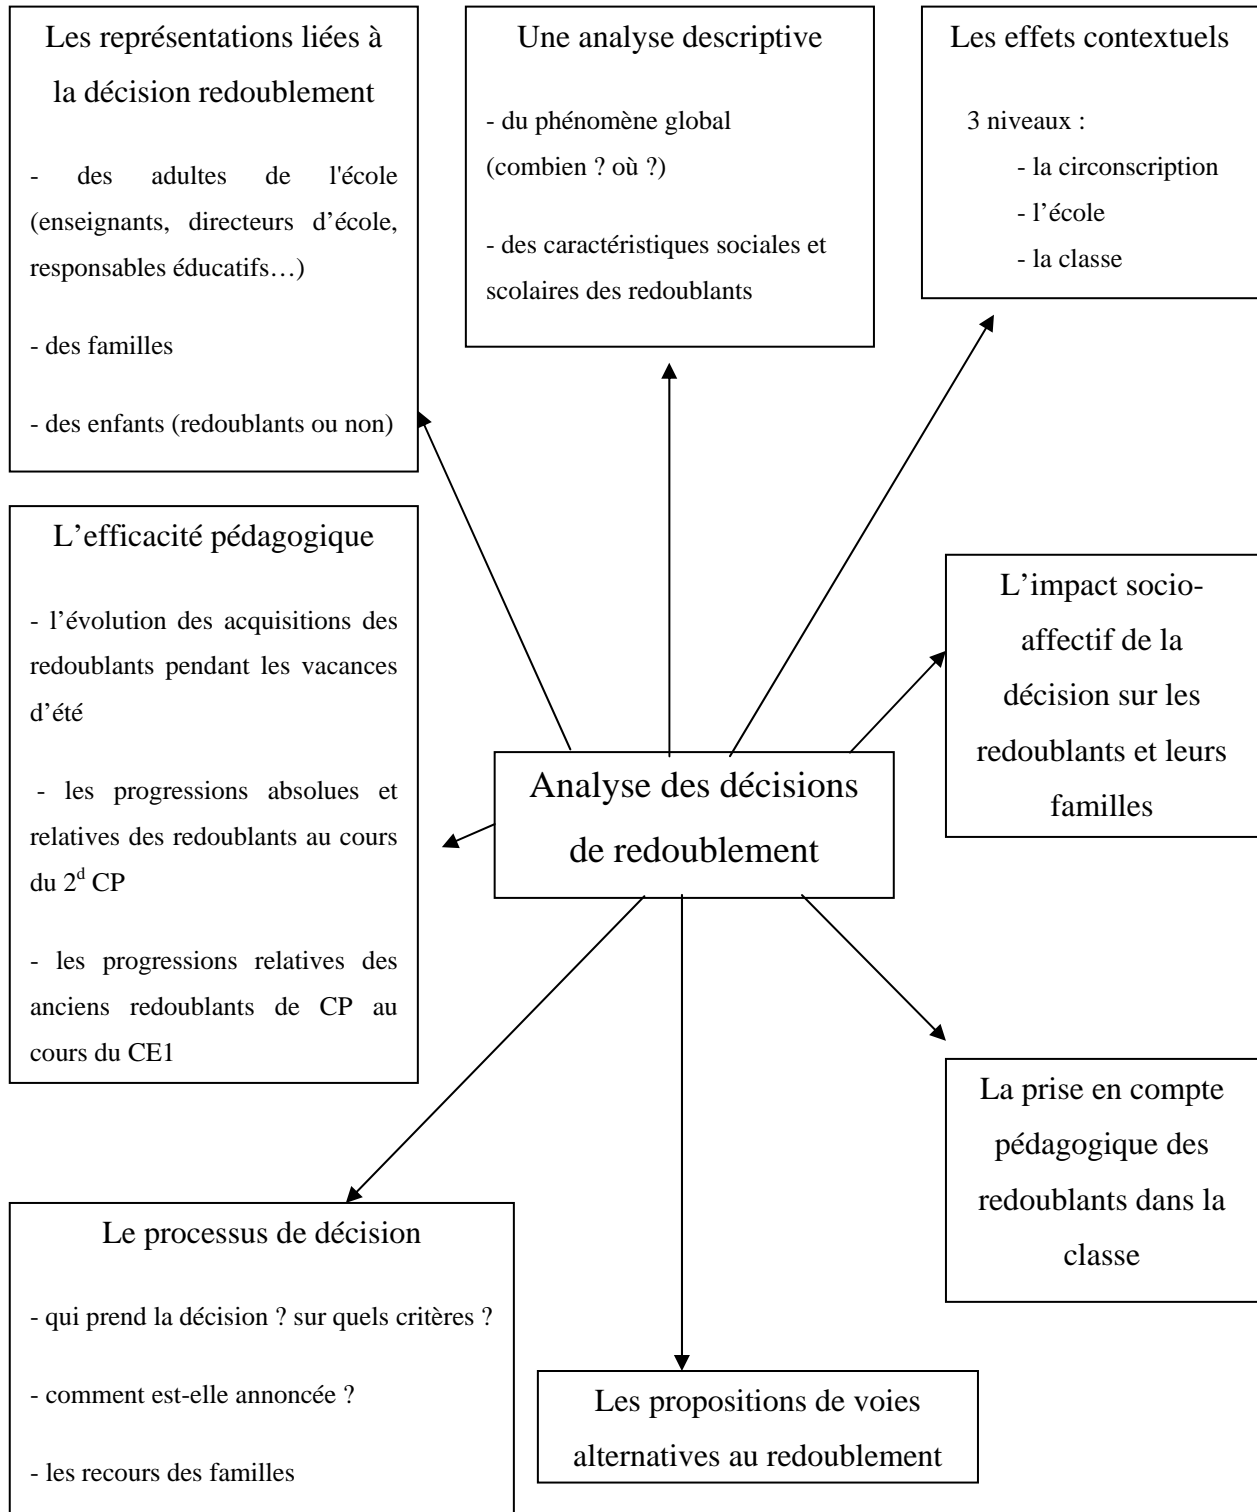 Les représentations liées à
la décision redoublement
- des adultes de l'école
(enseignants, directeurs d’école,
responsables éducatifs…)
- des familles
- des enfants (redoublants ou non)
Une analyse descriptive
- du phénomène global
(combien ? où ?)
- des caractéristiques sociales et
scolaires des redoublants
Les effets contextuels
3 niveaux :
- la circonscription
- l’école
- la classe
L’efficacité pédagogique
- l’évolution des acquisitions des
redoublants pendant les vacances
d’été
- les progressions absolues et
relatives des redoublants au cours
du 2d CP
- les progressions relatives des
anciens redoublants de CP au
cours du CE1
L’impact socio-
affectif de la
décision sur les
redoublants et leurs
familles
Analyse des décisions
de redoublement
La prise en compte
pédagogique des
redoublants dans la
classe
Le processus de décision
- qui prend la décision ? sur quels critères ?
- comment est-elle annoncée ?
- les recours des familles
Les propositions de voies
alternatives au redoublement